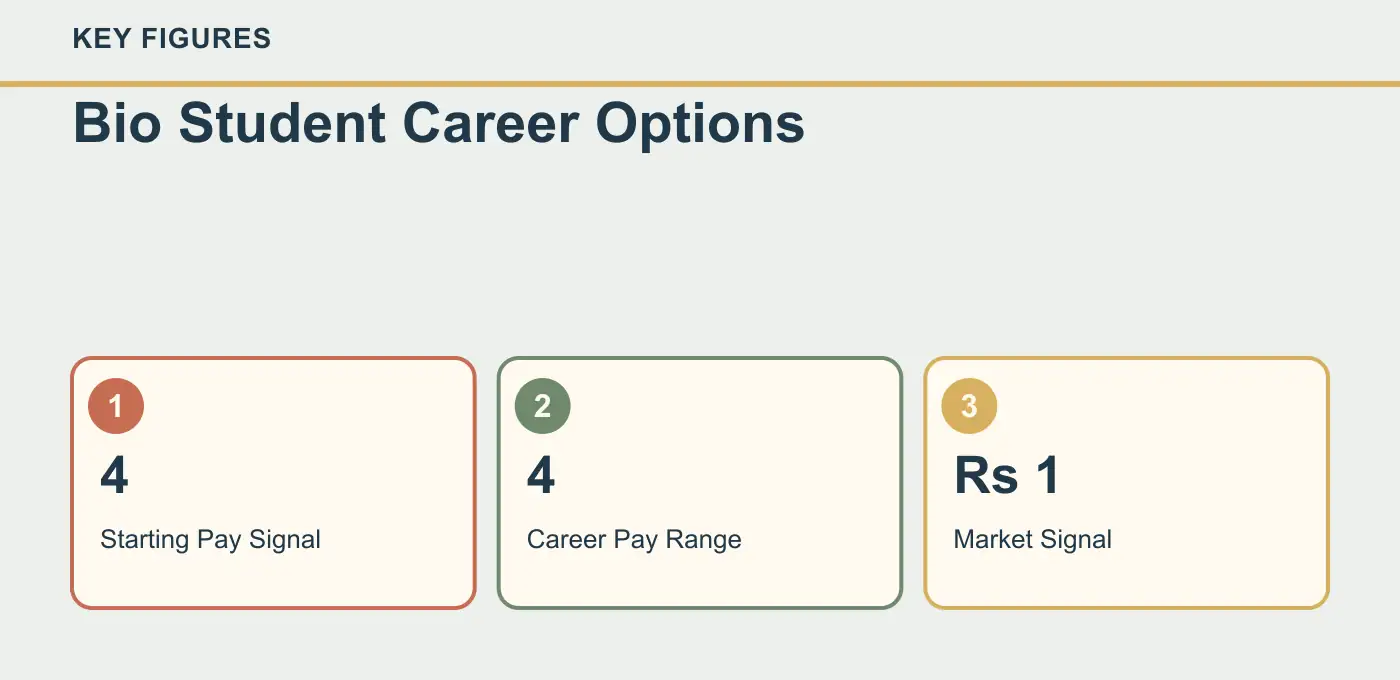 KEY FIGURES
Bio Student Career Options
1
4
Starting Pay Signal
2
4
Career Pay Range
3
Rs 1
Market Signal